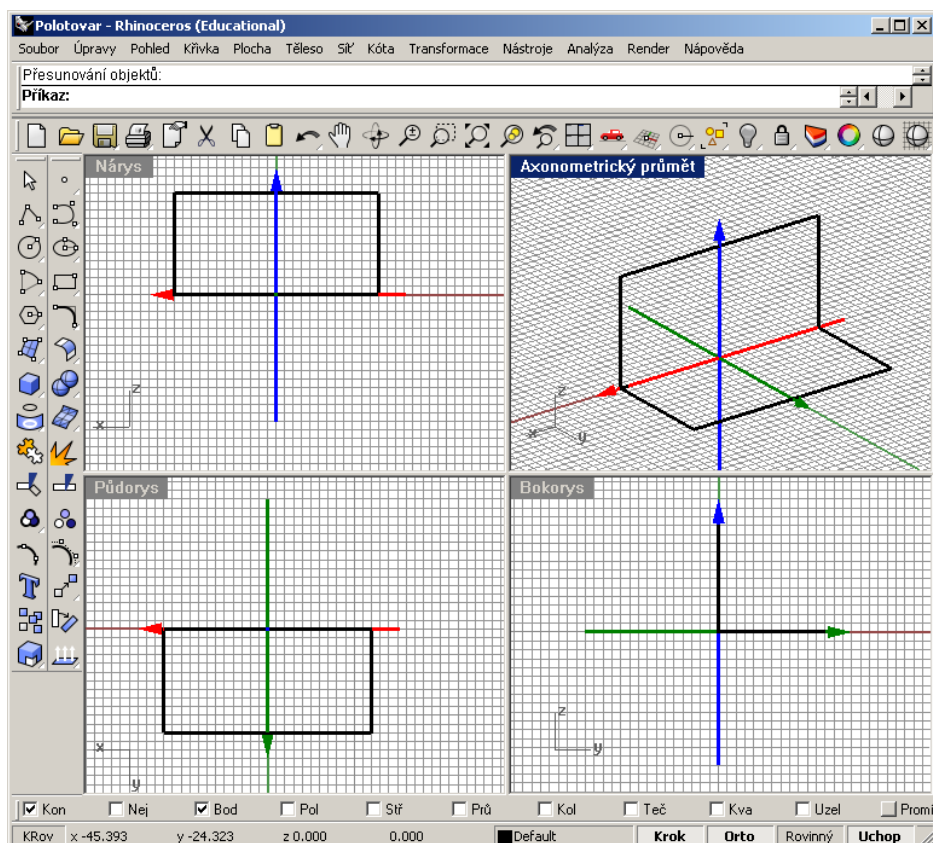 Polotovar - Rhinoceros (Educational)
Soubor Úpravy Pohled Křivka Plocha Těleso Síť Kóta Transformace Nástroje Analýza Render Nápověda
Přesunování objektů:
Příkaz:
Nárys
Axonometrický průmět
z
x
z
x
y
Půdorys
Bokorys
x
y
z
y
Kon Nej Bod Pol Stř Prů Kol Teč Kva Uzel Promí
KRov x -45.393 y -24.323 z 0.000 0.000 Default Krok Orto Rovinný Uchop